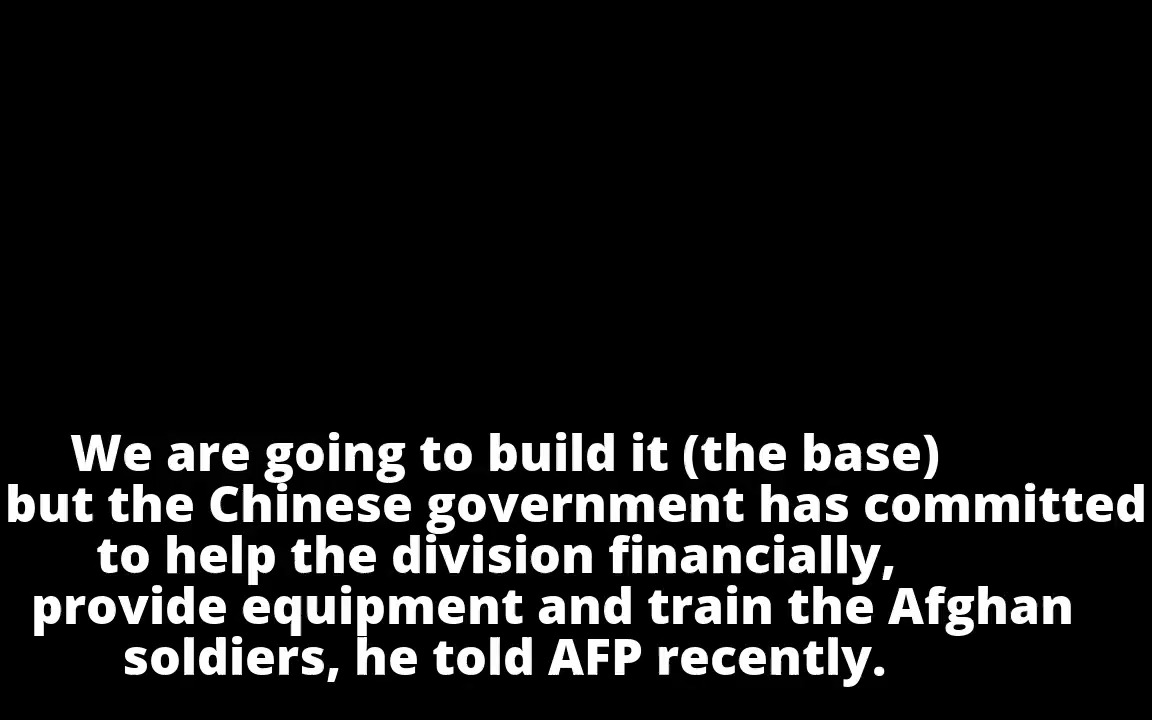 We are going to build it (the base)
but the Chinese government has committed
to help the division financially,
provide equipment and train the Afghan
soldiers, he told AFP recently.